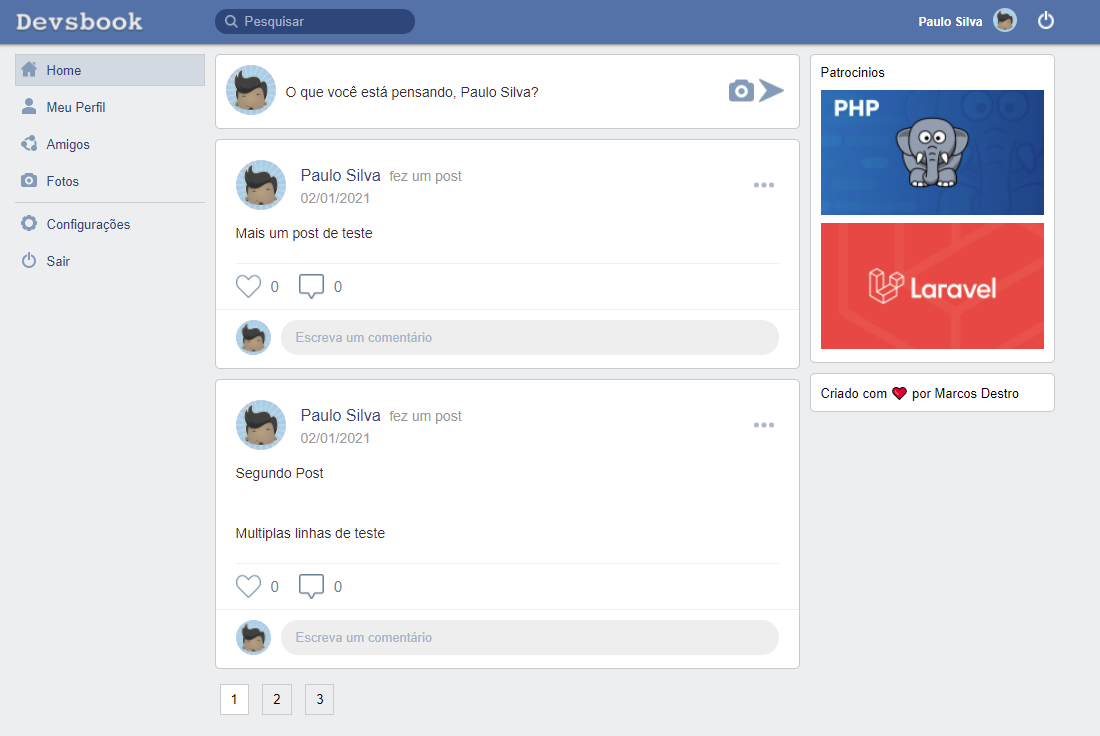 Devsbook
Pesquisar
Paulo Silva
Home
Meu Perfil
Amigos
Fotos
Configurações
Sair
O que você está pensando, Paulo Silva?
Paulo Silva fez um post
02/01/2021
Mais um post de teste
0 0
Escreva um comentário
Paulo Silva fez um post
02/01/2021
Segundo Post
Multiplas linhas de teste
0 0
Escreva um comentário
1 2 3
Patrocinios
PHP
Laravel
Criado com ❤ por Marcos Destro